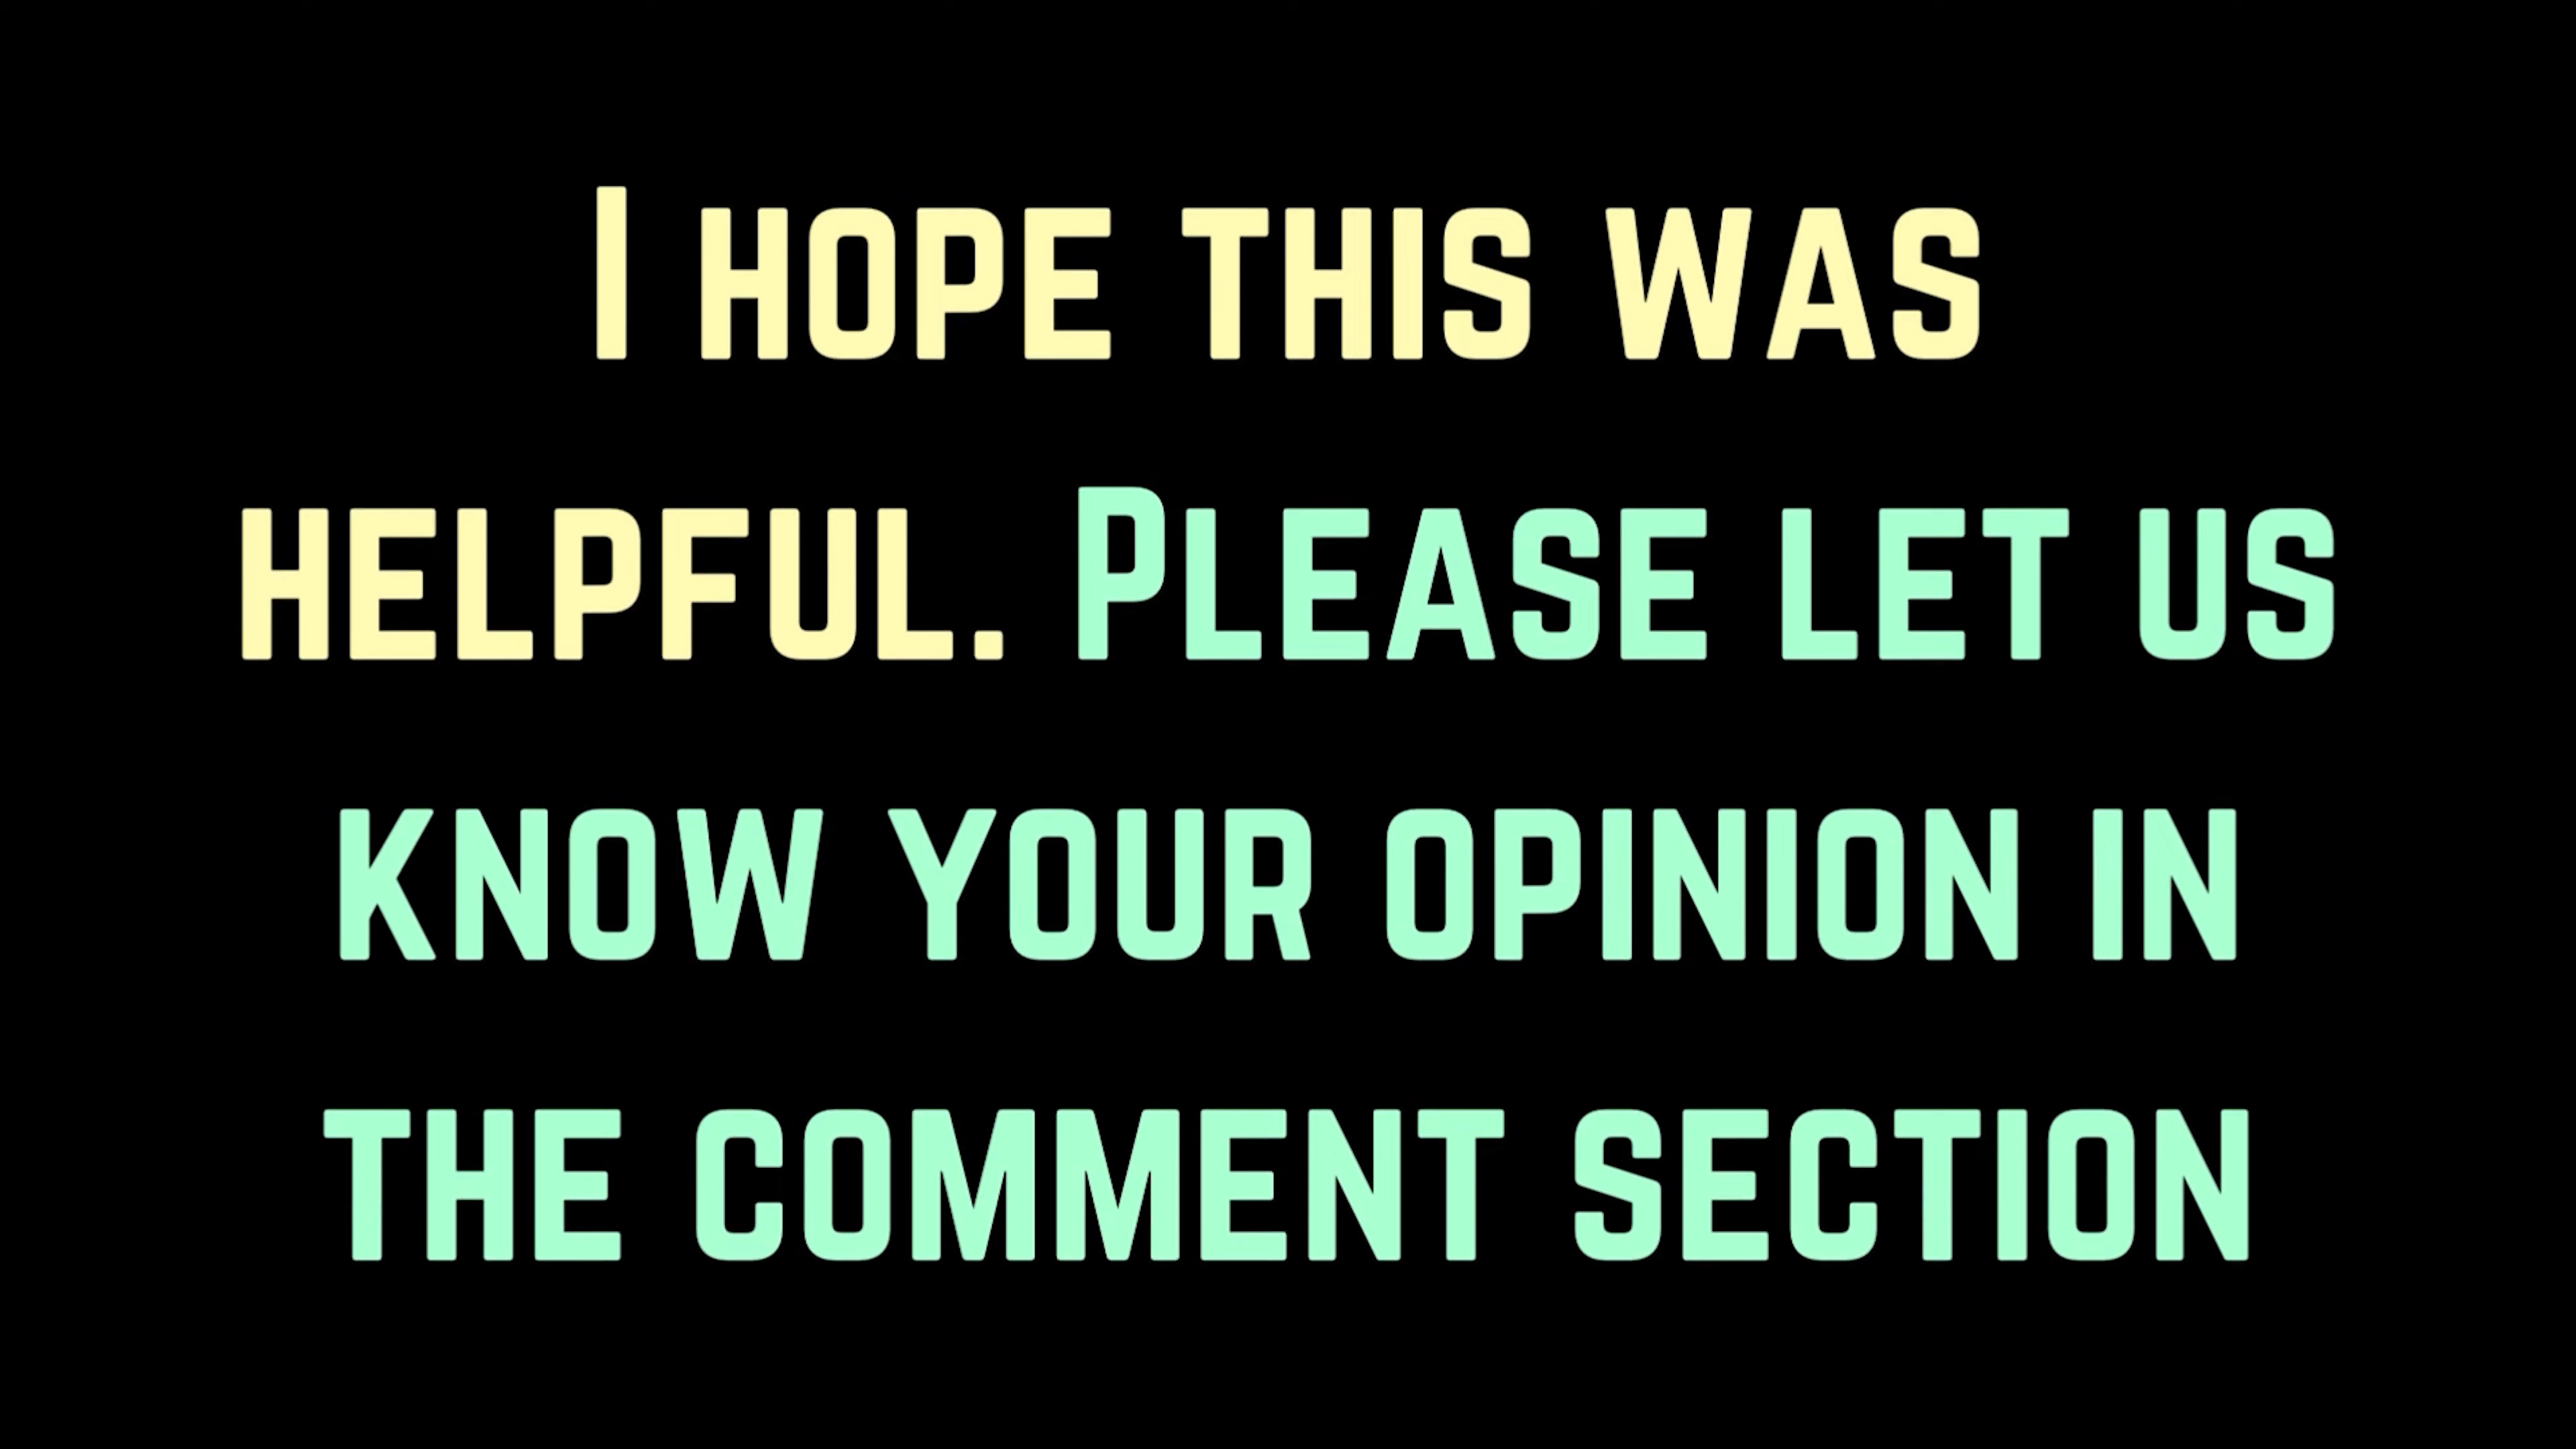 I HOPE THIS WAS
HELPFUL. PLEASE LET US
KNOW YOUR OPINION IN
THE COMMENT SECTION